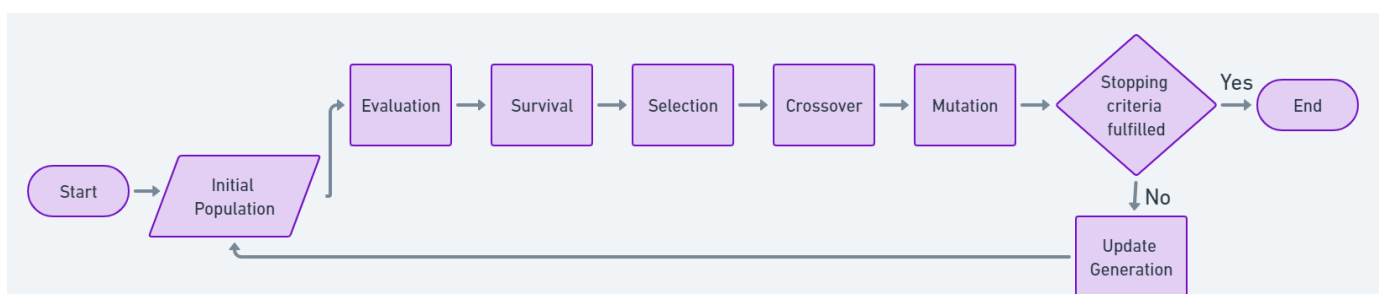 Start
Initial
Population
Evaluation
Survival
Selection
Crossover
Mutation
Stopping
criteria
fulfilled
Yes
End
No
Update
Generation